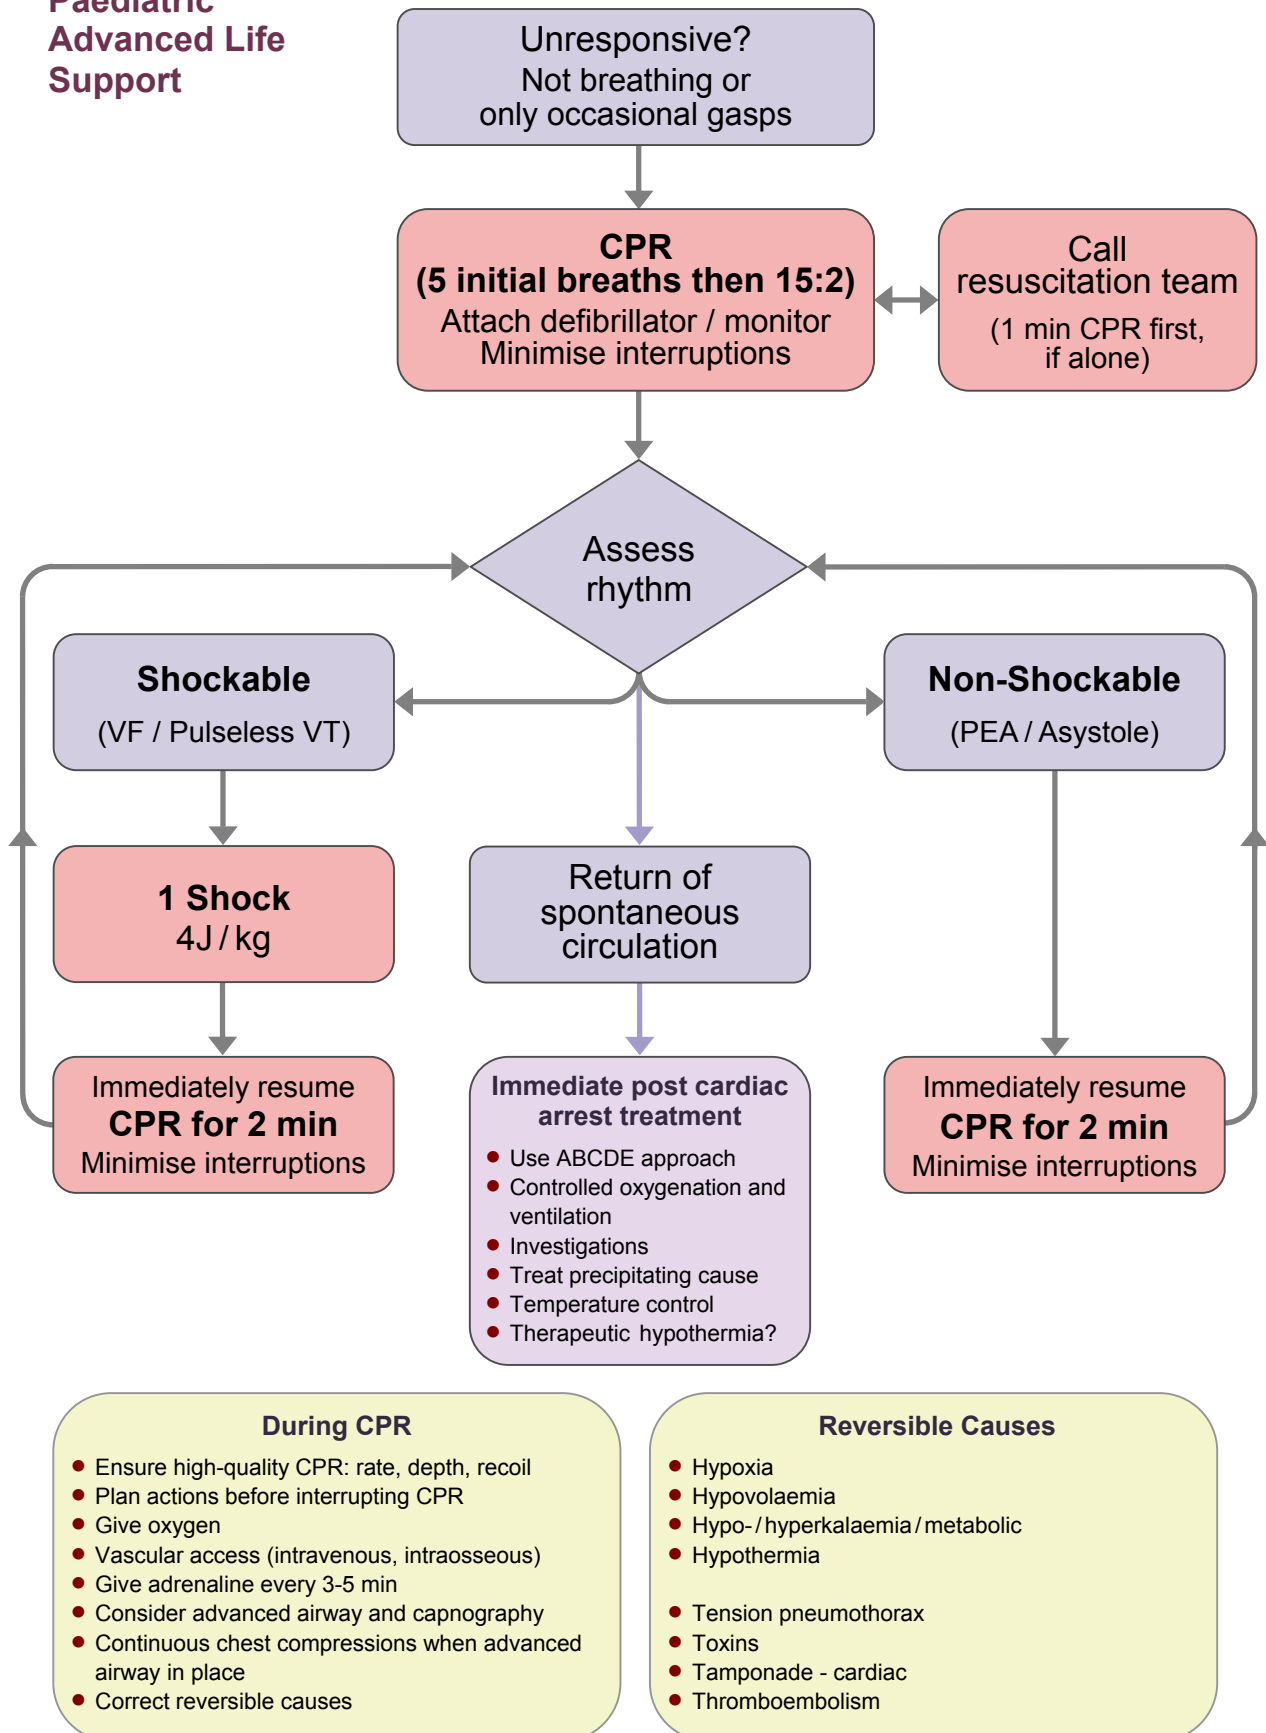 Paediatric
Advanced Life
Support
Unresponsive?
Not breathing or
only occasional gasps
CPR
(5 initial breaths then 15:2)
Attach defibrillator / monitor
Minimise interruptions
Call
resuscitation team
(1 min CPR first,
if alone)
Assess
rhythm
Shockable
(VF / Pulseless VT)
Non-Shockable
(PEA / Asystole)
1 Shock
4J / kg
Return of
spontaneous
circulation
Immediately resume
CPR for 2 min
Minimise interruptions
Immediate post cardiac
arrest treatment
• Use ABCDE approach
• Controlled oxygenation and
ventilation
• Investigations
• Treat precipitating cause
• Temperature control
• Therapeutic hypothermia?
Immediately resume
CPR for 2 min
Minimise interruptions
During CPR
• Ensure high-quality CPR: rate, depth, recoil
• Plan actions before interrupting CPR
• Give oxygen
• Vascular access (intravenous, intraosseous)
• Give adrenaline every 3-5 min
• Consider advanced airway and capnography
• Continuous chest compressions when advanced
airway in place
• Correct reversible causes
Reversible Causes
• Hypoxia
• Hypovolaemia
• Hypo- / hyperkalaemia / metabolic
• Hypothermia
• Tension pneumothorax
• Toxins
• Tamponade - cardiac
• Thromboembolism